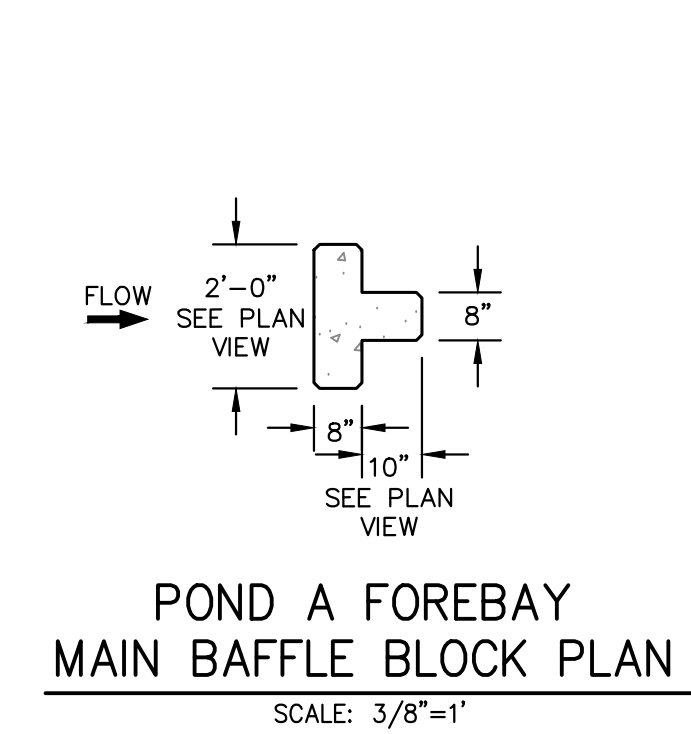 FLOW
2'-0"
SEE PLAN
VIEW
8"
8"
10"
SEE PLAN
VIEW
POND A FOREBAY
MAIN BAFFLE BLOCK PLAN
SCALE: 3/8"=1'